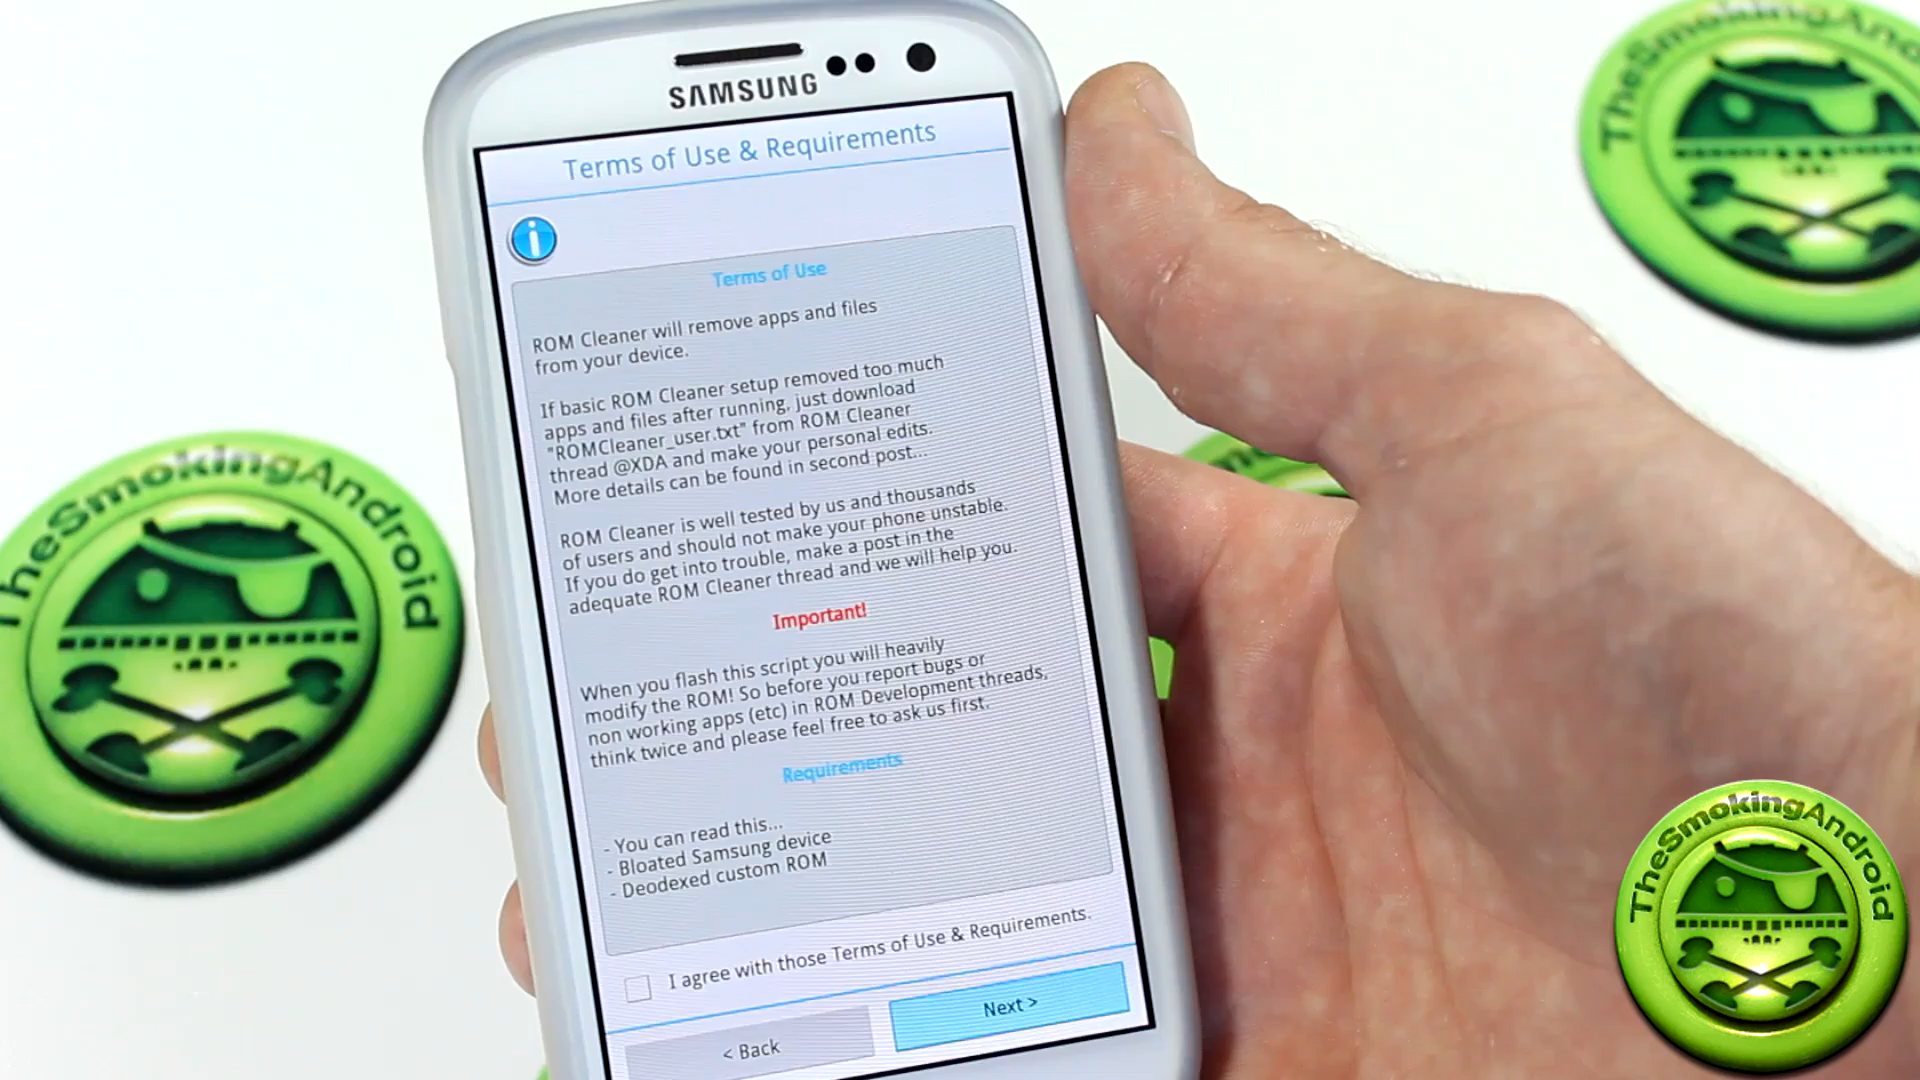 SAMSUNG
Terms of Use & Requirements
Terms of Use
ROM Cleaner will remove apps and files
from your device.
If basic ROM Cleaner setup removed too much
apps and files after running, just download
"ROMCleaner_user.txt" from ROM Cleaner
thread @XDA and make your personal edits.
More details can be found in second post...
ROM Cleaner is well tested by us and thousands
of users and should not make your phone unstable.
If you do get into trouble, make a post in the
adequate ROM Cleaner thread and we will help you.
Important!
When you flash this script you will heavily
modify the ROM! So before you report bugs or
non working apps (etc) in ROM Development threads,
think twice and please feel free to ask us first.
Requirements
- You can read this...
- Bloated Samsung device
- Deodexed custom ROM
I agree with those Terms of Use & Requirements.
< Back
Next >
TheSmokingAndroid
TheSmokingAndroid
TheSmokingAnd